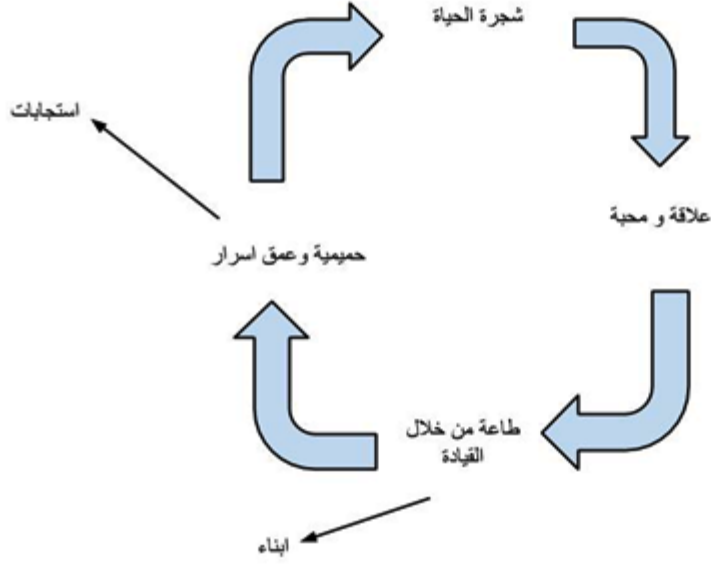 شجرة الحياة
علاقة و محبة
طاعة من خلال
القيادة
ابناء
حميمية وعمق اسرار
استجابات